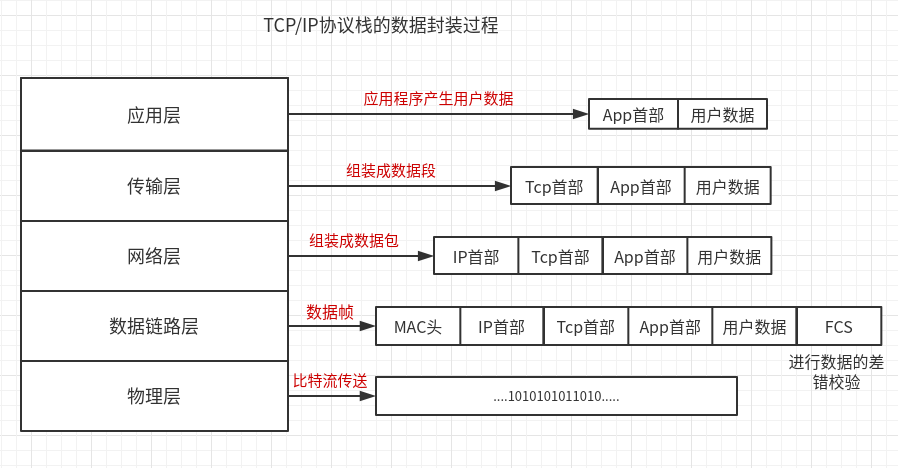 TCP/IP协议栈的数据封装过程
应用层
应用程序产生用户数据
App首部
用户数据
传输层
组装成数据段
Tcp首部
App首部
用户数据
网络层
组装成数据包
IP首部
Tcp首部
App首部
用户数据
数据链路层
数据帧
MAC头
IP首部
Tcp首部
App首部
用户数据
FCS
进行数据的差
错校验
物理层
比特流传送
....1010101011010.....